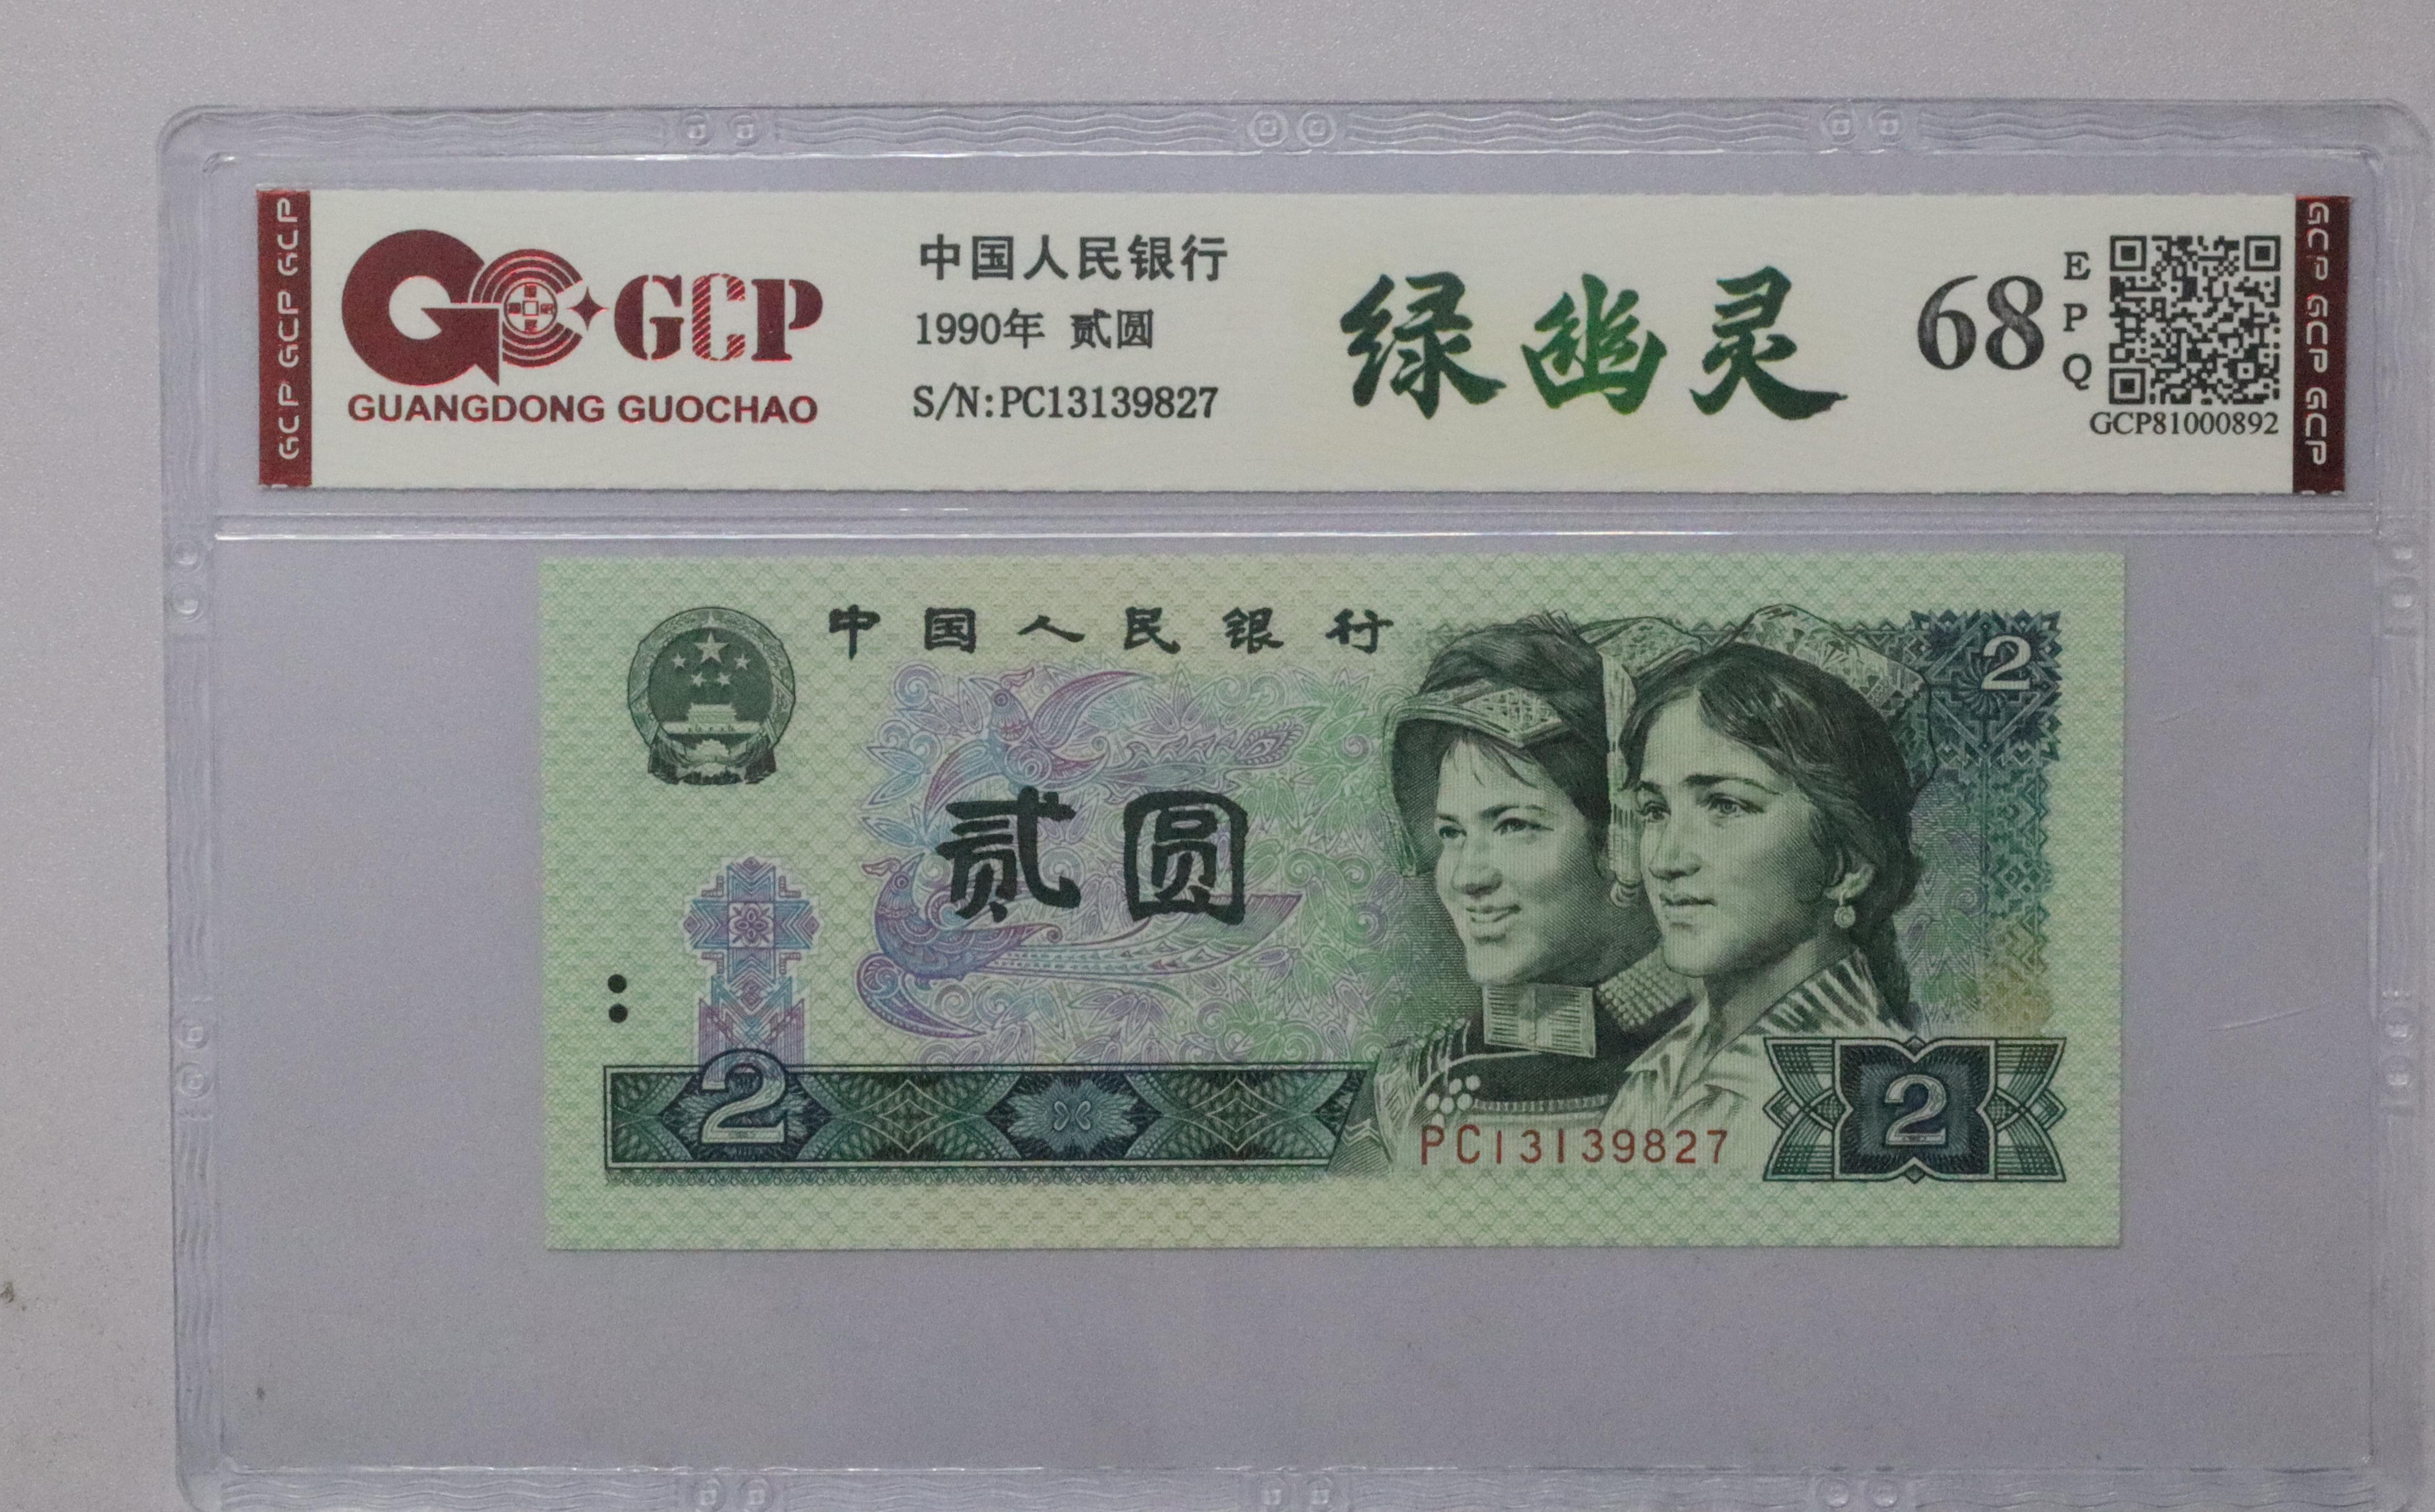 GCP GCP GCP
GCP
GUANGDONG GUOCHAO
中国人民银行
1990年 贰圆
S/N:PC13139827
绿幽灵
68
EPQ
GCP81000892
GCP GCP GCP
中国人民银行
2
贰圆
2
PC13139827
2